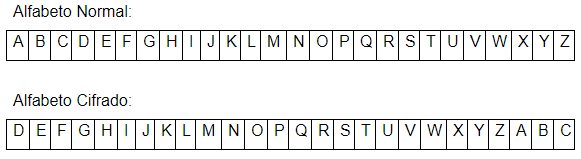 Alfabeto Normal:
A B C D E F G H I J K L M N O P Q R S T U V W X Y Z
Alfabeto Cifrado:
D E F G H I J K L M N O P Q R S T U V W X Y Z A B C